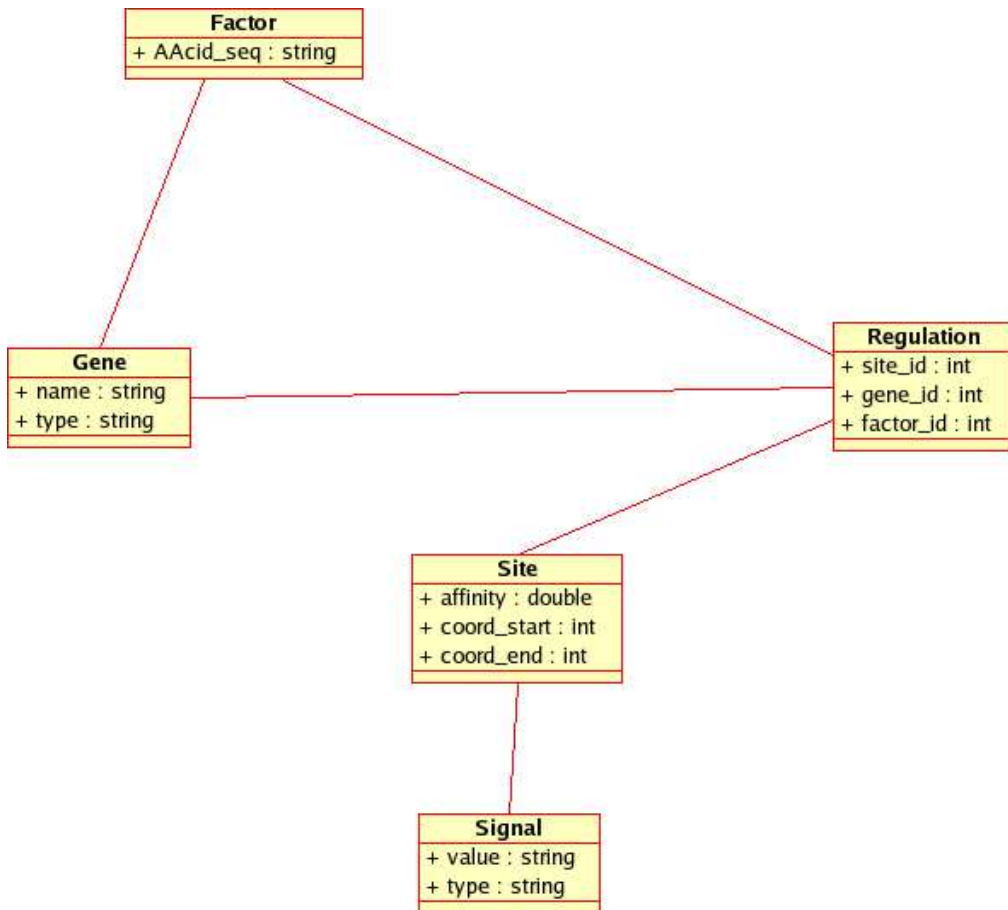 Factor
+ AAcid_seq : string
Gene
+ name : string
+ type : string
Regulation
+ site_id : int
+ gene_id : int
+ factor_id : int
Site
+ affinity : double
+ coord_start : int
+ coord_end : int
Signal
+ value : string
+ type : string